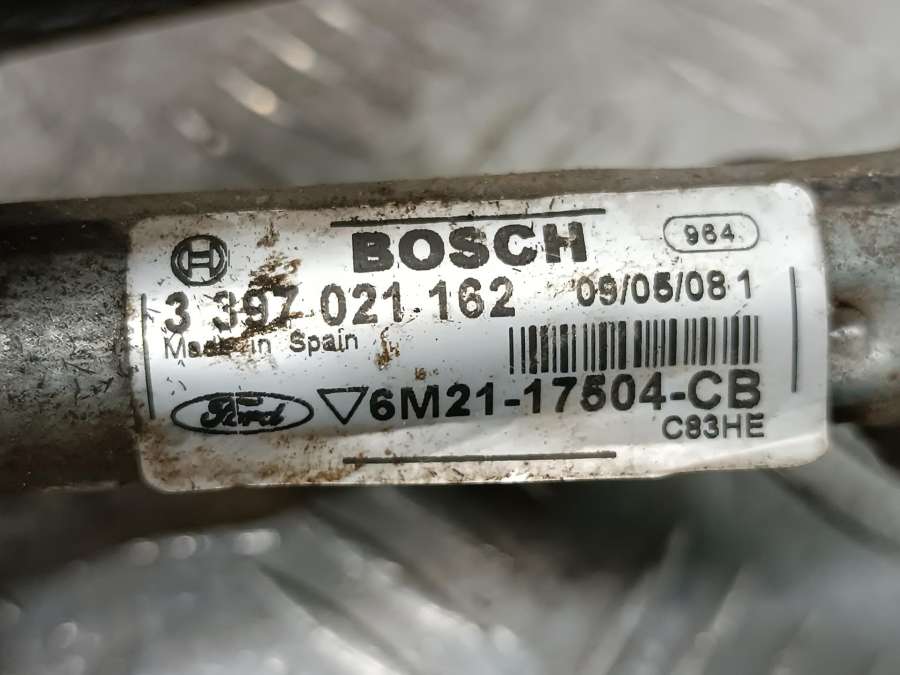 BOSCH
964
3 397 021 162
09/05/08 1
Made in Spain
Ford
6M21-17504-CB
C83HE